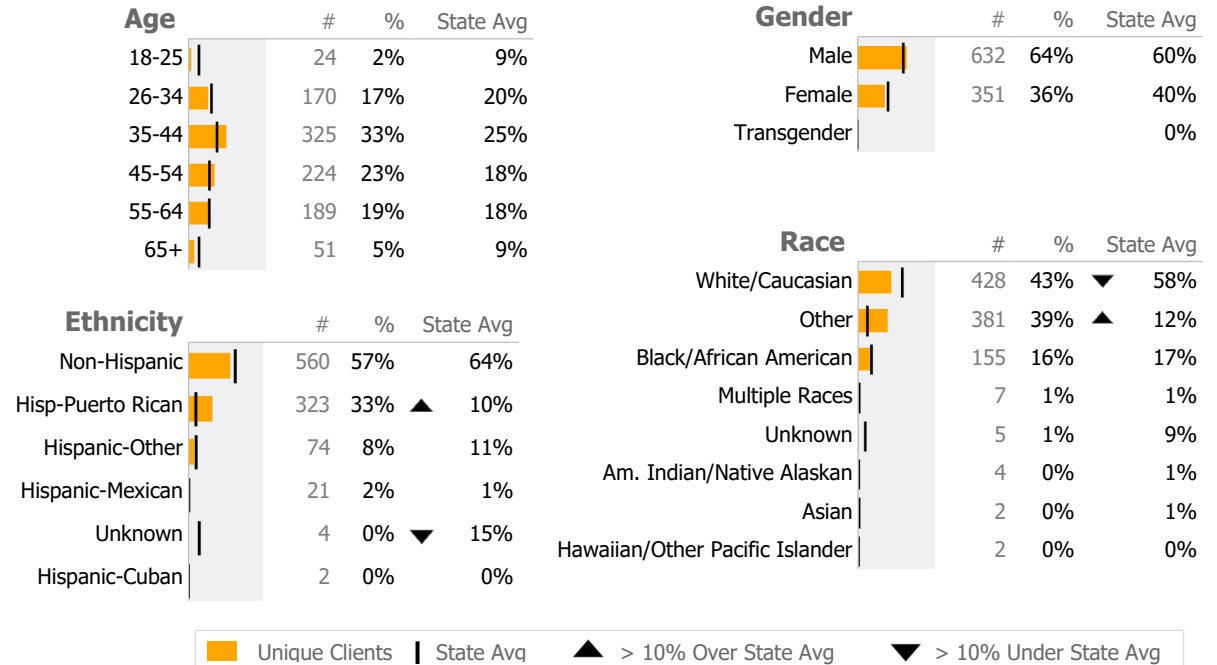 Age # % State Avg
18-25 24 2% 9%
26-34 170 17% 20%
35-44 325 33% 25%
45-54 224 23% 18%
55-64 189 19% 18%
65+ 51 5% 9%
Ethnicity # % State Avg
Non-Hispanic 560 57% 64%
Hisp-Puerto Rican 323 33% ▲ 10%
Hispanic-Other 74 8% 11%
Hispanic-Mexican 21 2% 1%
Unknown 4 0% ▼ 15%
Hispanic-Cuban 2 0% 0%
Gender # % State Avg
Male 632 64% 60%
Female 351 36% 40%
Transgender 0%
Race # % State Avg
White/Caucasian 428 43% ▼ 58%
Other 381 39% ▲ 12%
Black/African American 155 16% 17%
Multiple Races 7 1% 1%
Unknown 5 1% 9%
Am. Indian/Native Alaskan 4 0% 1%
Asian 2 0% 1%
Hawaiian/Other Pacific Islander 2 0% 0%
Unique Clients State Avg ▲ > 10% Over State Avg ▼ > 10% Under State Avg